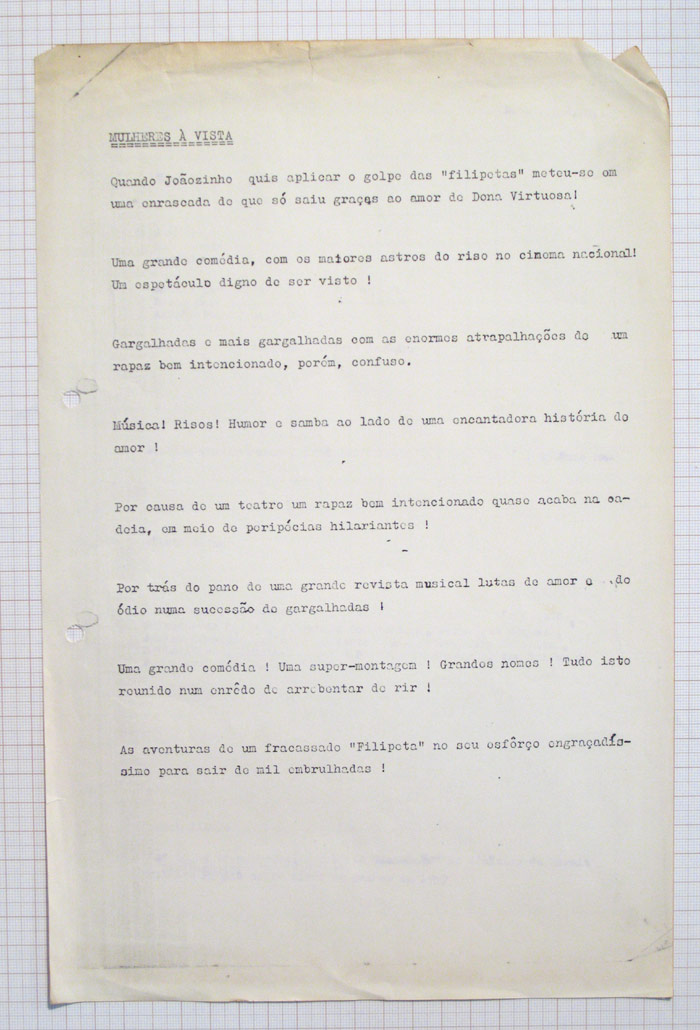 MULHERES À VISTA
Quando Joãozinho quis aplicar o golpe das "filipetas" meteu-se em
uma enrascada de que só saiu graças ao amor de Dona Virtuosa!
Uma grande comédia, com os maiores astros do riso no cinema nacional!
Um espetáculo digno de ser visto !
Gargalhadas e mais gargalhadas com as enormes atrapalhações de um
rapaz bem intencionado, porém, confuso.
Música! Risos! Humor e samba ao lado de uma encantadora história de
amor !
Por causa de um teatro um rapaz bem intencionado quase acaba na ca-
deia, em meio de peripécias hilariantes !
Por trás do pano de uma grande revista musical lutas de amor e de
ódio numa sucessão de gargalhadas !
Uma grande comédia ! Uma super-montagem ! Grandes nomes ! Tudo isto
reunido num enrêdo de arrebentar de rir !
As aventuras de um fracassado "Filipeta" no seu esfôrço engraçadís-
simo para sair de mil embrulhadas !